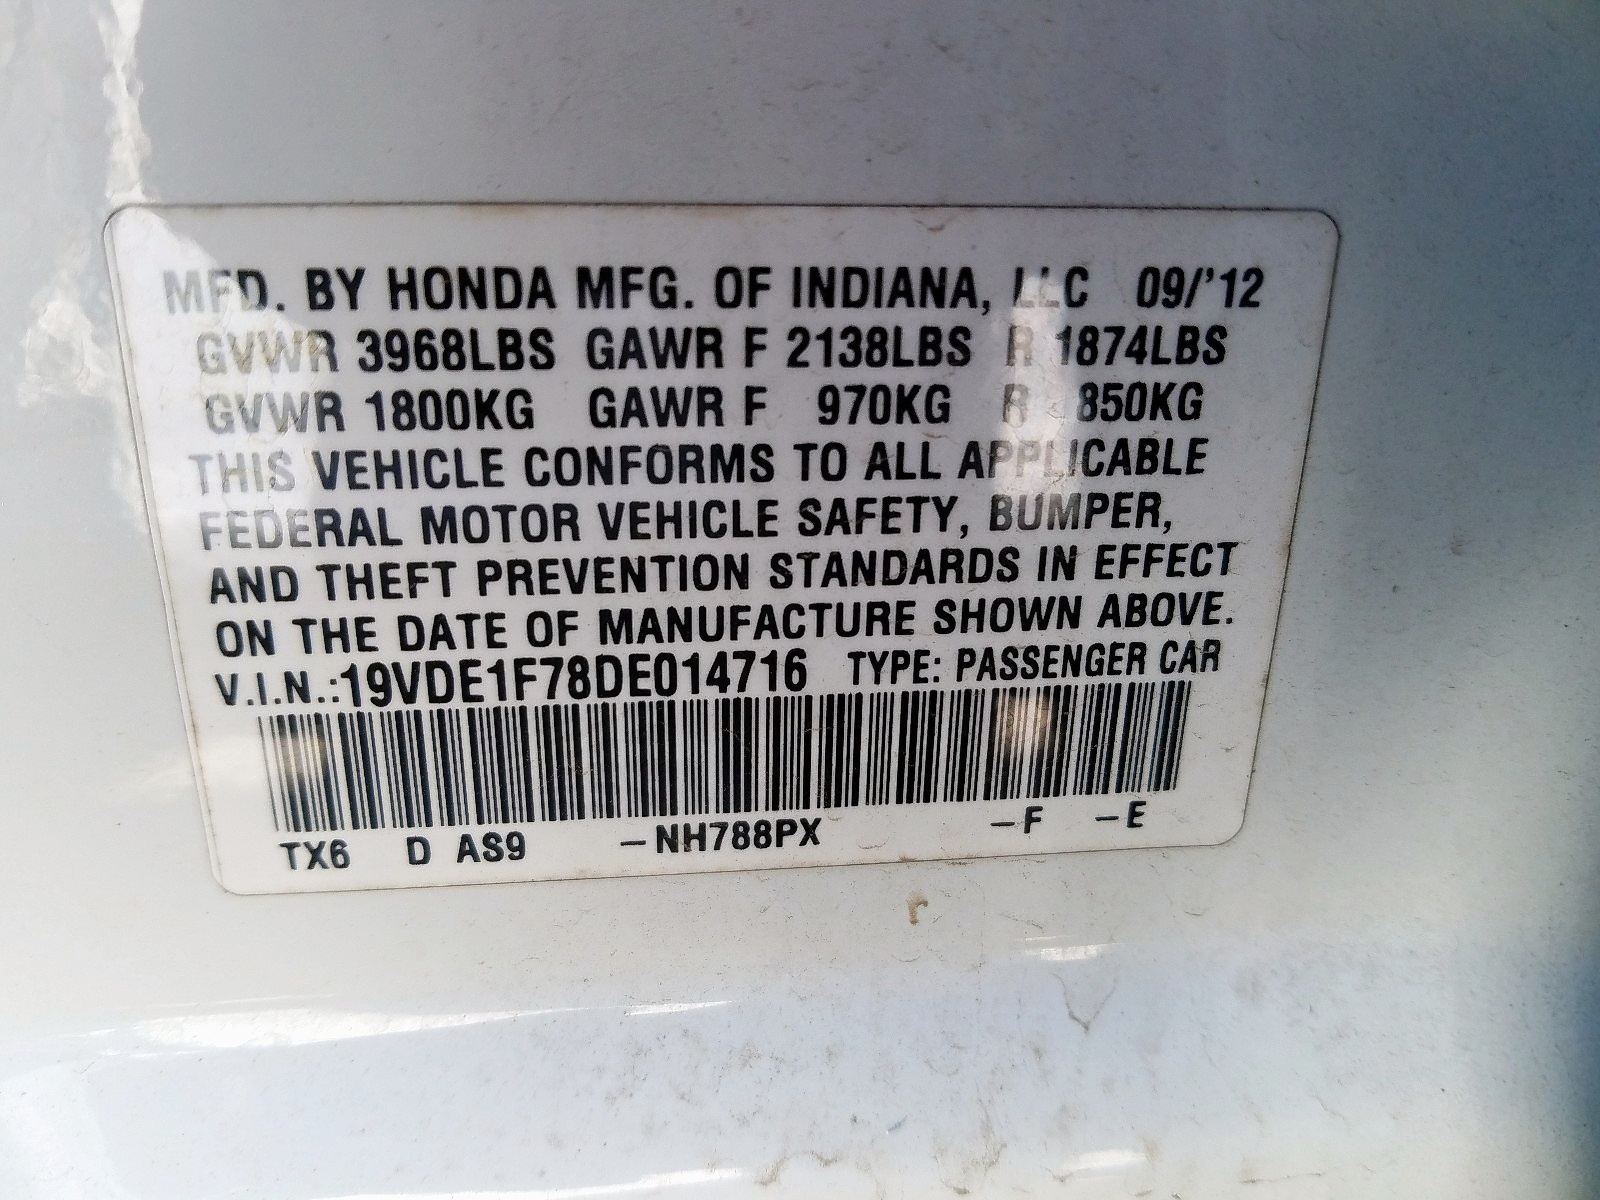 MFD. BY HONDA MFG. OF INDIANA, LLC 09/'12
GVWR 3968LBS GAWR F 2138LBS R 1874LBS
GVWR 1800KG GAWR F 970KG R 850KG
THIS VEHICLE CONFORMS TO ALL APPLICABLE
FEDERAL MOTOR VEHICLE SAFETY, BUMPER,
AND THEFT PREVENTION STANDARDS IN EFFECT
ON THE DATE OF MANUFACTURE SHOWN ABOVE.
V.I.N.:19VDE1F78DE014716 TYPE: PASSENGER CAR
TX6 D AS9 -NH788PX -F -E